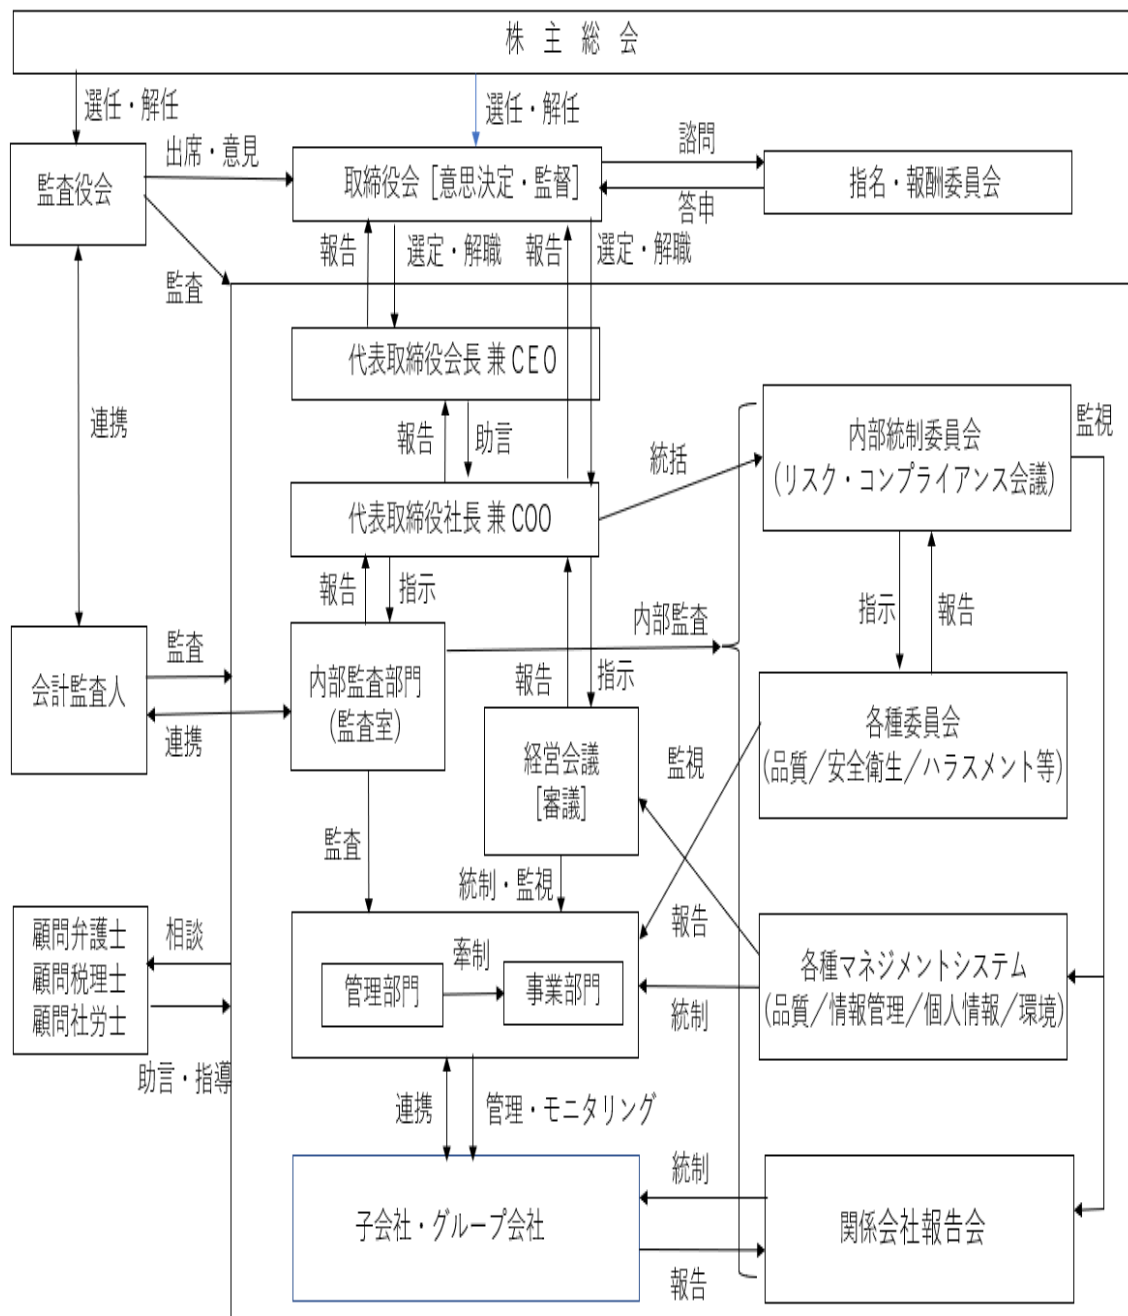 株 主 総 会
選任・解任
選任・解任
出席・意見
諮問
監査役会
取締役会 [意思決定・監督]
指名・報酬委員会
答申
報告
選定・解職
報告
選定・解職
監査
代表取締役会長 兼 CEO
連携
報告
助言
統括
内部統制委員会
(リスク・コンプライアンス会議)
監視
代表取締役社長 兼 COO
報告
指示
内部監査
指示
報告
監査
会計監査人
連携
内部監査部門
(監査室)
報告
指示
経営会議
[審議]
監視
各種委員会
(品質/安全衛生/ハラスメント等)
監査
統制・監視
報告
顧問弁護士
顧問税理士
顧問社労士
相談
牽制
管理部門
事業部門
各種マネジメントシステム
(品質/情報管理/個人情報/環境)
統制
助言・指導
連携
管理・モニタリング
統制
子会社・グループ会社
関係会社報告会
報告